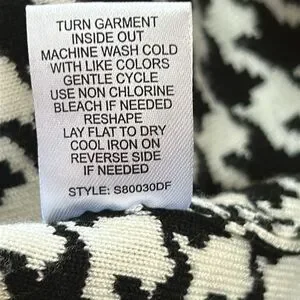 TURN GARMENT
INSIDE OUT
MACHINE WASH COLD
WITH LIKE COLORS
GENTLE CYCLE
USE NON CHLORINE
BLEACH IF NEEDED
RESHAPE
LAY FLAT TO DRY
COOL IRON ON
REVERSE SIDE
IF NEEDED
STYLE: S80030DF